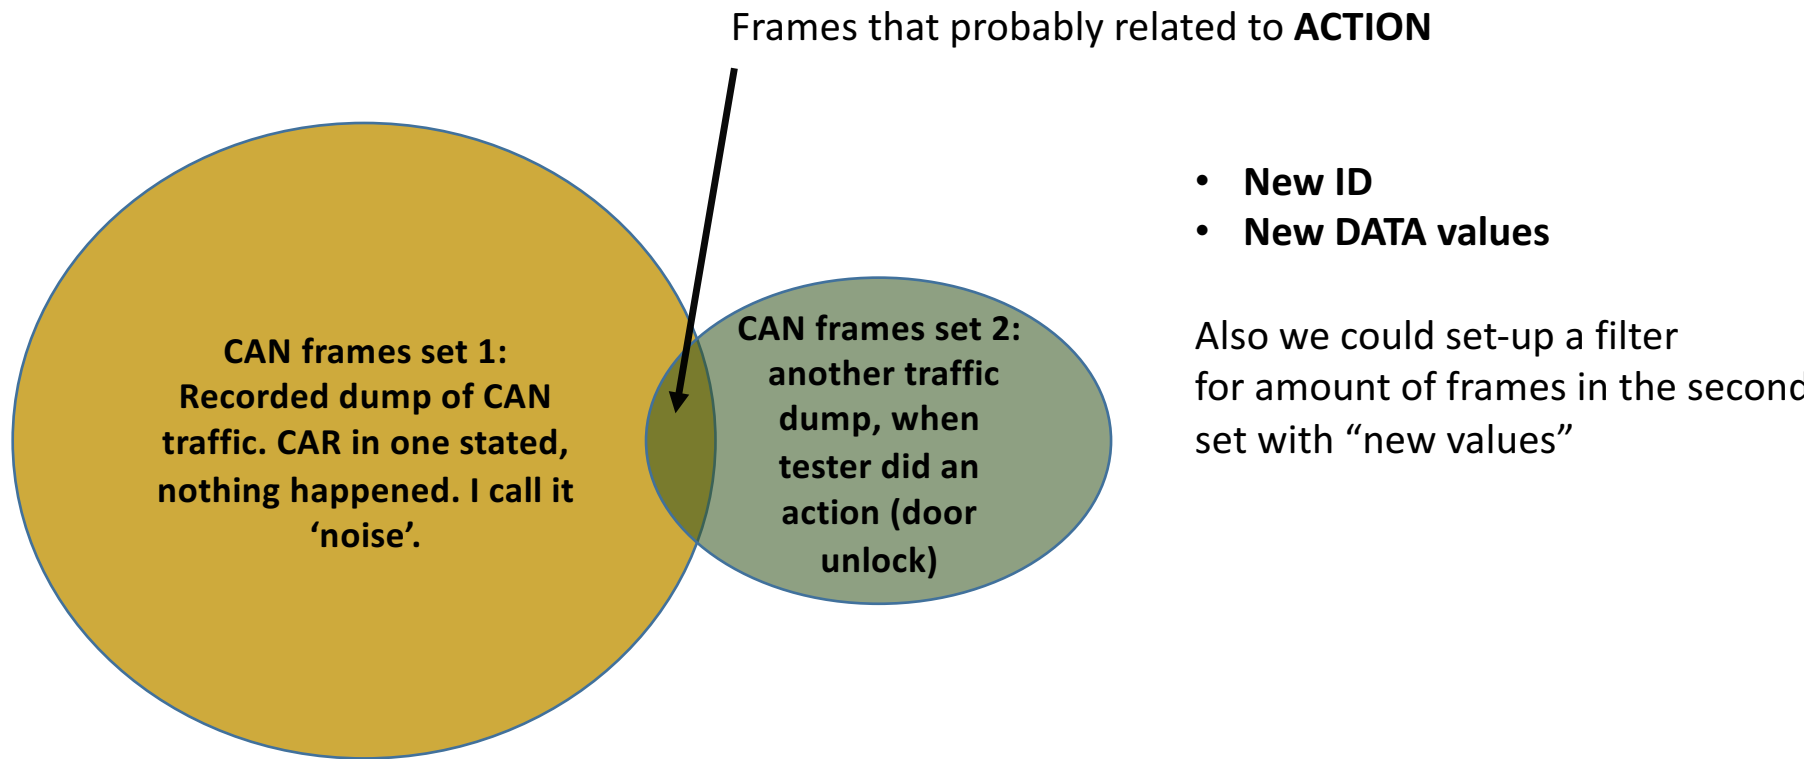 Frames that probably related to ACTION
CAN frames set 1:
Recorded dump of CAN
traffic. CAR in one stated,
nothing happened. I call it
‘noise’.
CAN frames set 2:
another traffic
dump, when
tester did an
action (door
unlock)
• New ID
• New DATA values
Also we could set-up a filter
for amount of frames in the second
set with “new values”